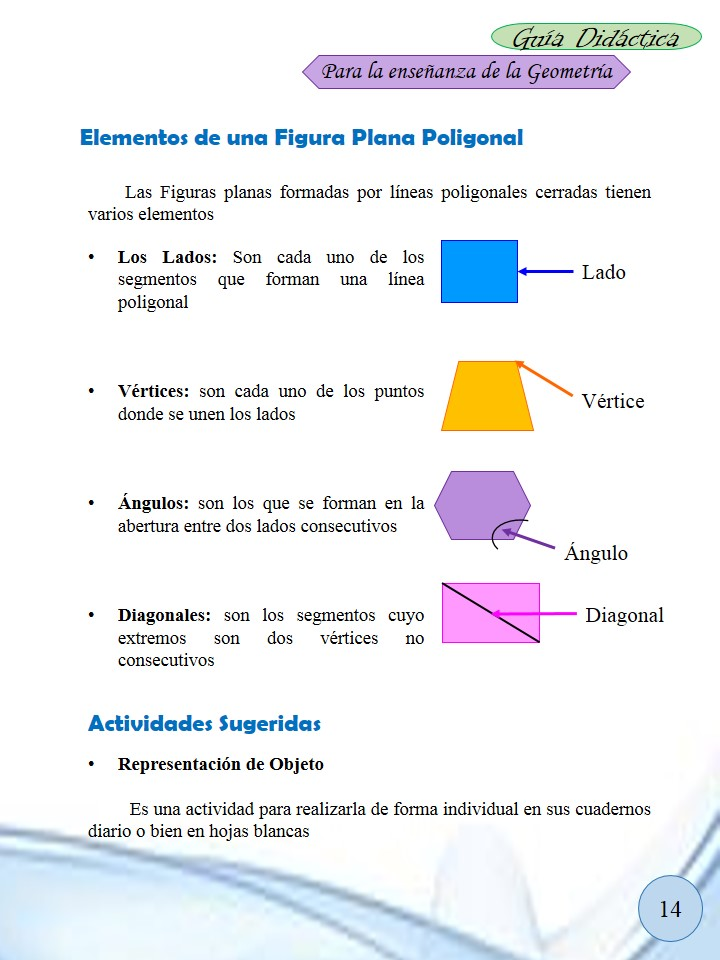 Guía Didáctica
Para la enseñanza de la Geometría
Elementos de una Figura Plana Poligonal
Las Figuras planas formadas por líneas poligonales cerradas tienen
varios elementos
• Los Lados: Son cada uno de los
segmentos que forman una línea
poligonal
Lado
• Vértices: son cada uno de los puntos
donde se unen los lados
Vértice
• Ángulos: son los que se forman en la
abertura entre dos lados consecutivos
Ángulo
• Diagonales: son los segmentos cuyo
extremos son dos vértices no
consecutivos
Diagonal
Actividades Sugeridas
• Representación de Objeto
Es una actividad para realizarla de forma individual en sus cuadernos
diario o bien en hojas blancas
14